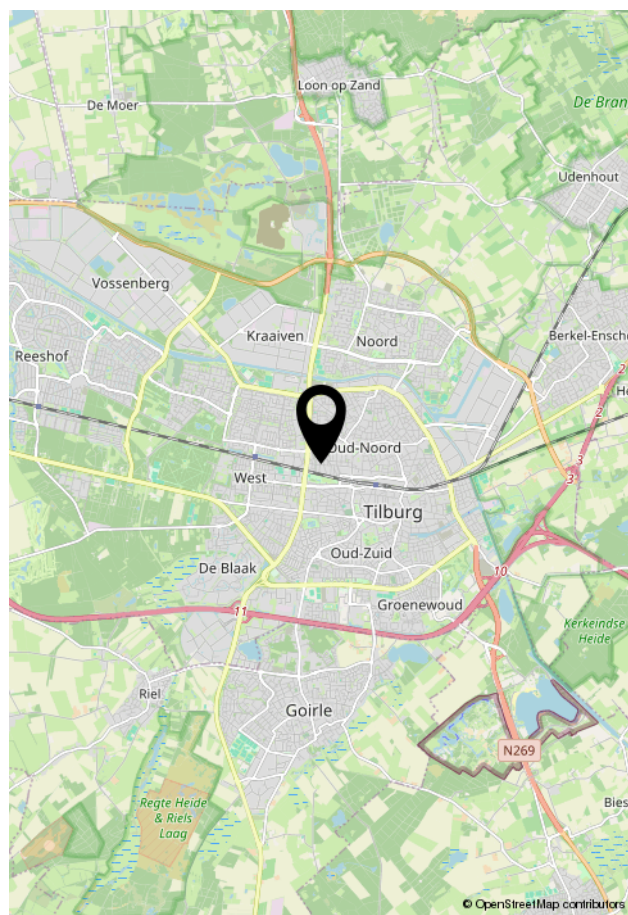 Loon op Zand
De Moer
De Bran
Udenhout
Vossenberg
Kraaiven
Noord
Berkel-Ensch
Reeshof
2
He
2
Oud-Noord
3
3
West
Tilburg
Oud-Zuid
De Blaak
10
Groenewoud
11
Kerkeindse
Heide
Riel
Goirle
N269
Regte Heide
& Riels
Laag
Bies
© OpenStreetMap contributors